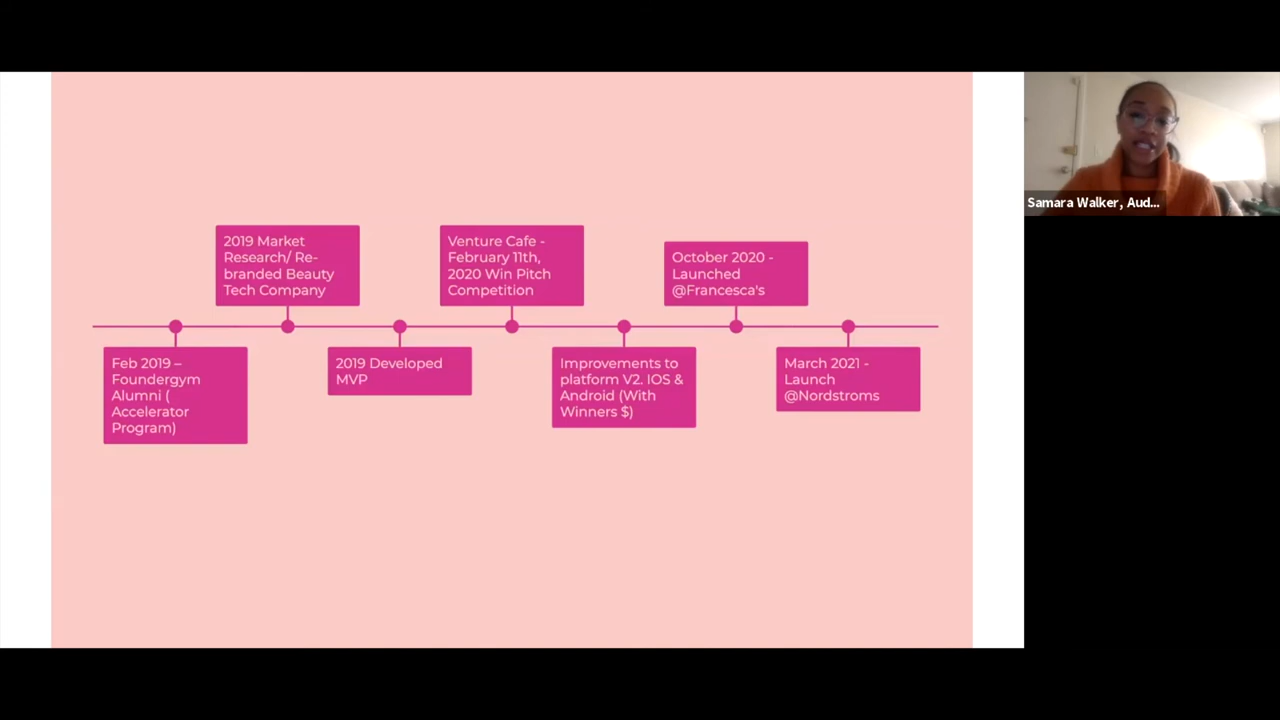 2019 Market
Research/ Re-
branded Beauty
Tech Company
Venture Cafe -
February 11th,
2020 Win Pitch
Competition
October 2020 -
Launched
@Francesca's
Feb 2019 –
Foundergym
Alumni (
Accelerator
Program)
2019 Developed
MVP
Improvements to
platform V2. IOS &
Android (With
Winners $)
March 2021 -
Launch
@Nordstroms
Samara Walker, Aud...